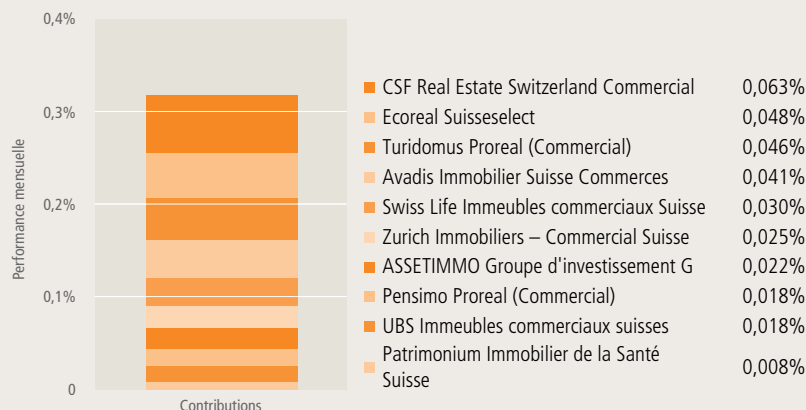 0,4%
0,3%
0,2%
0,1%
0
Performance mensuelle
Contributions
CSF Real Estate Switzerland Commercial 0,063%
Ecoreal Suisseselect 0,048%
Turidomus Proreal (Commercial) 0,046%
Avadis Immobilier Suisse Commerces 0,041%
Swiss Life Immeubles commerciaux Suisse 0,030%
Zurich Immobiliers – Commercial Suisse 0,025%
ASSETIMMO Groupe d'investissement G 0,022%
Pensimo Proreal (Commercial) 0,018%
UBS Immeubles commerciaux suisses 0,018%
Patrimonium Immobilier de la Santé
Suisse 0,008%